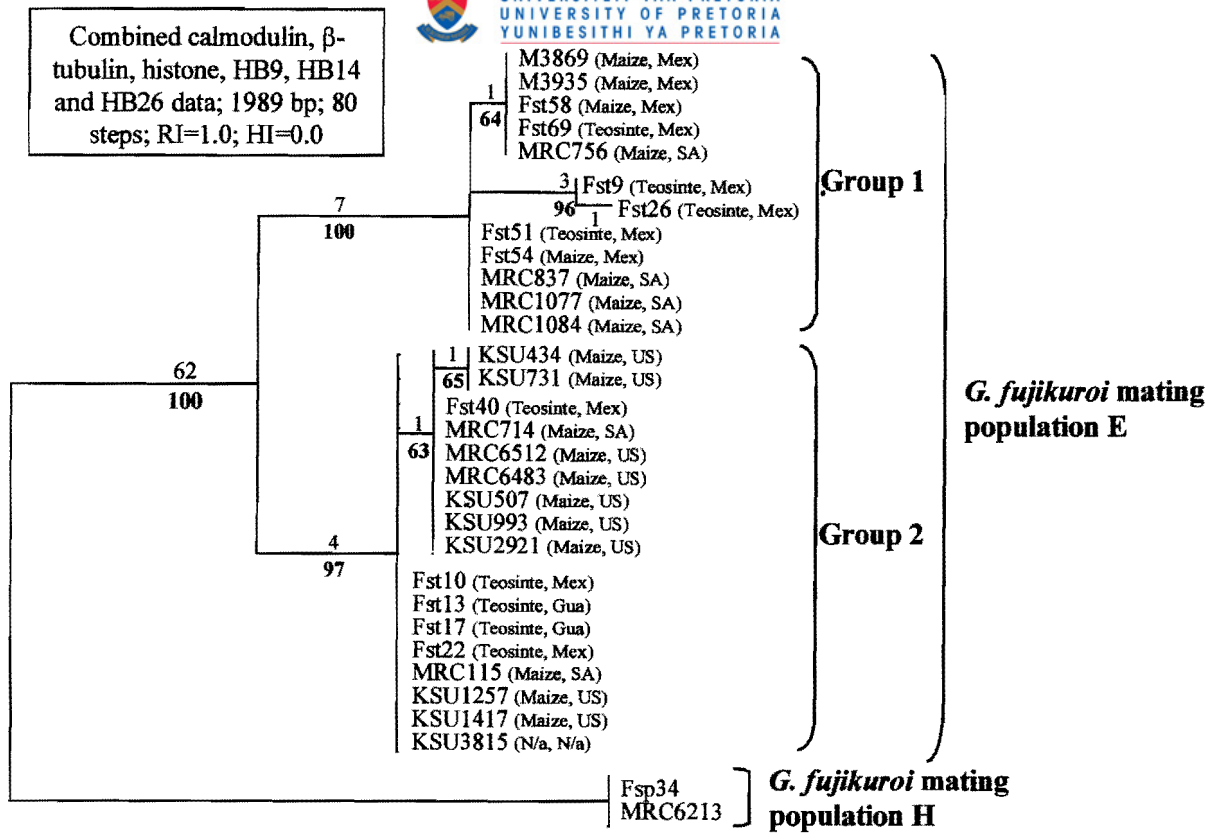 UNIVERSITY OF PRETORIA
YUNIBESITHI YA PRETORIA
Combined calmodulin, β-
tubulin, histone, HB9, HB14
and HB26 data; 1989 bp; 80
steps; RI=1.0; HI=0.0
M3869 (Maize, Mex)
M3935 (Maize, Mex)
1
Fst58 (Maize, Mex)
64
Fst69 (Teosinte, Mex)
MRC756 (Maize, SA)
Group 1
3
Fst9 (Teosinte, Mex)
96
1
Fst26 (Teosinte, Mex)
7
100
Fst51 (Teosinte, Mex)
Fst54 (Maize, Mex)
MRC837 (Maize, SA)
MRC1077 (Maize, SA)
MRC1084 (Maize, SA)
1
KSU434 (Maize, US)
65
KSU731 (Maize, US)
62
100
Fst40 (Teosinte, Mex)
1
MRC714 (Maize, SA)
63
MRC6512 (Maize, US)
MRC6483 (Maize, US)
KSU507 (Maize, US)
KSU993 (Maize, US)
KSU2921 (Maize, US)
G. fujikuroi mating
population E
Group 2
4
97
Fst10 (Teosinte, Mex)
Fst13 (Teosinte, Gua)
Fst17 (Teosinte, Gua)
Fst22 (Teosinte, Mex)
MRC115 (Maize, SA)
KSU1257 (Maize, US)
KSU1417 (Maize, US)
KSU3815 (N/a, N/a)
Fsp34
MRC6213
G. fujikuroi mating
population H